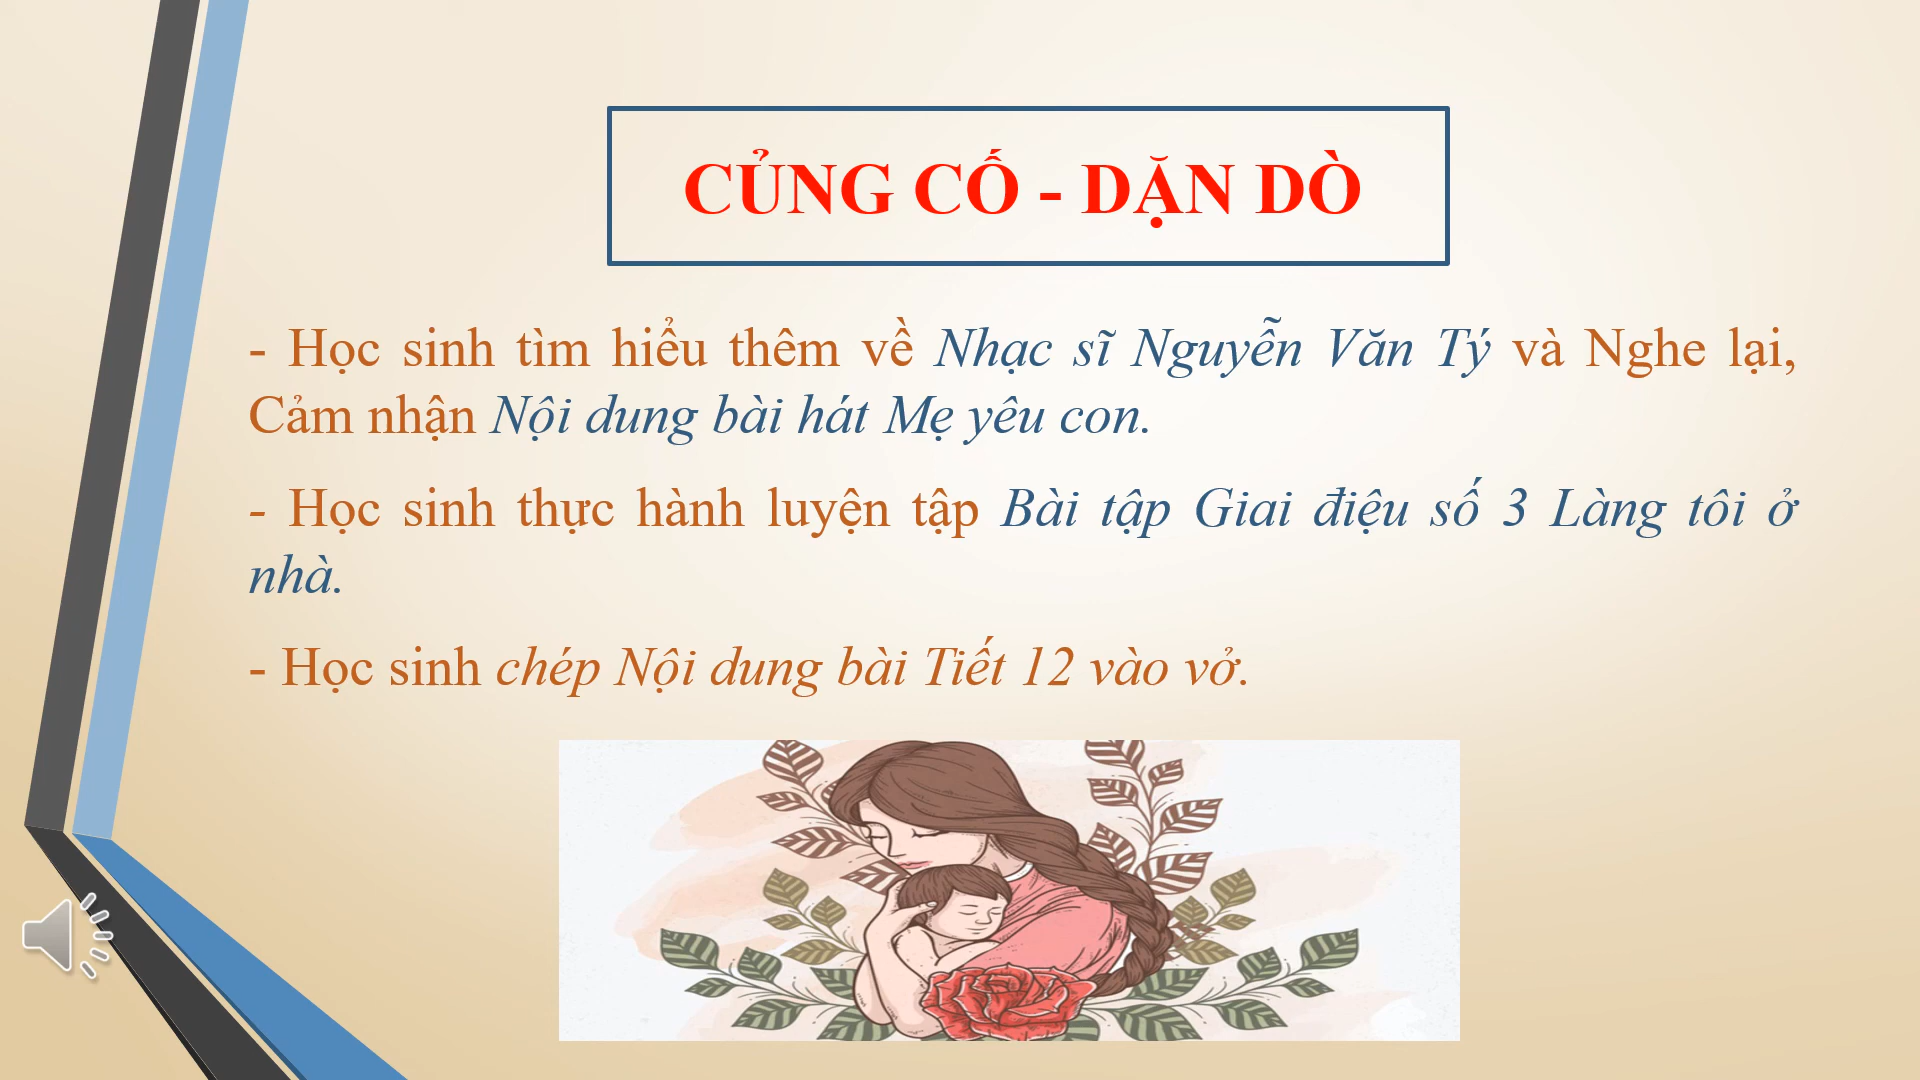 CỦNG CỐ - DẶN DÒ
- Học sinh tìm hiểu thêm về Nhạc sĩ Nguyễn Văn Tý và Nghe lại,
Cảm nhận Nội dung bài hát Mẹ yêu con.
- Học sinh thực hành luyện tập Bài tập Giai điệu số 3 Làng tôi ở
nhà.
- Học sinh chép Nội dung bài Tiết 12 vào vở.